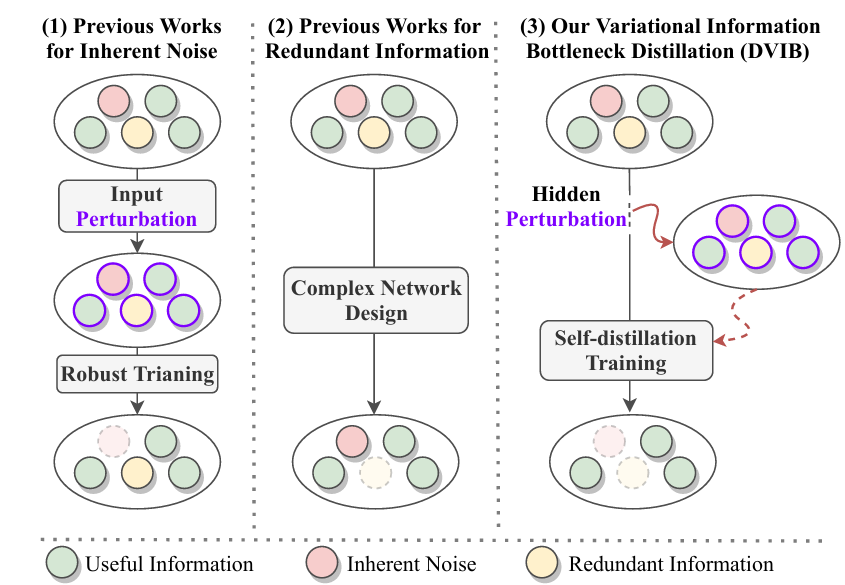 (1) Previous Works
for Inherent Noise
Input
Perturbation
Robust Trianing
(2) Previous Works for
Redundant Information
Complex Network
Design
(3) Our Variational Information
Bottleneck Distillation (DVIB)
Hidden
Perturbation
Self-distillation
Training
Useful Information
Inherent Noise
Redundant Information